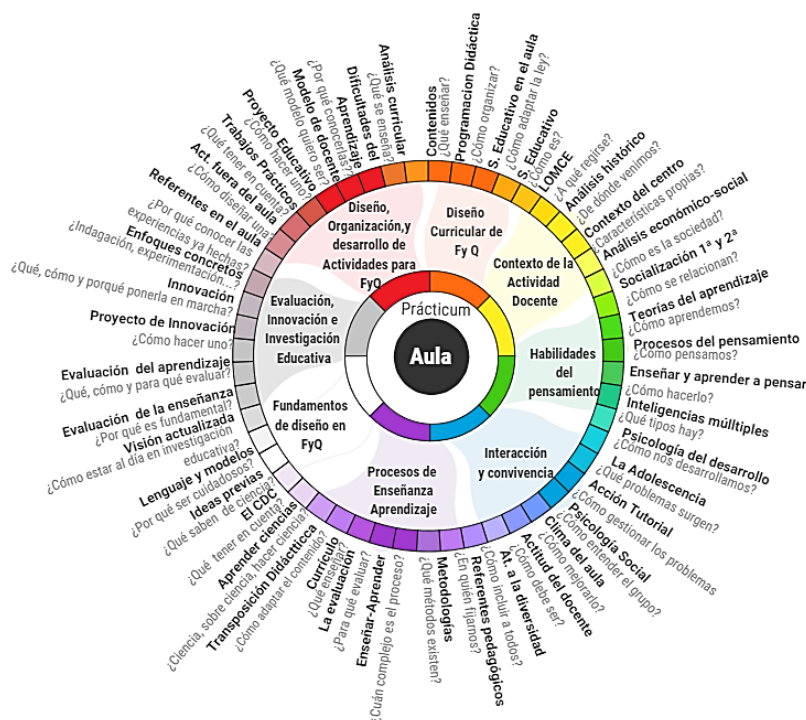 Contenidos
¿Qué enseñar?
Programacion Didáctica
¿Cómo organizar?
S. Educativo en el aula
¿Cómo adaptar la ley?
S. Educativo
¿Cómo es?
LOMCE
¿A qué regirse?
Análisis histórico
¿De dónde venimos?
Contexto del centro
¿Características propias?
Análisis económico-social
¿Cómo es la sociedad?
Socialización 1ª y 2ª
¿Cómo se relacionan?
Teorías del aprendizaje
¿Cómo aprendemos?
Procesos del pensamiento
¿Cómo pensamos?
Enseñar y aprender a pensar
¿Cómo hacerlo?
Inteligencias múltiples
¿Qué tipos hay?
Psicología del desarrollo
¿Cómo nos desarrollamos?
La Adolescencia
¿Qué problemas surgen?
Acción Tutorial
¿Cómo gestionar los problemas
Psicología Social
¿Cómo entender el grupo?
Clima del aula
¿Cómo mejorarlo?
Actitud del docente
¿Cómo debe ser?
At. a la diversidad
¿Cómo incluir a todos?
Referentes pedagógicos
¿En quién fijarnos?
Metodologías
¿Qué métodos existen?
Enseñar-Aprender
¿Cuán complejo es el proceso?
La evaluación
¿Para qué evaluar?
Currículo
¿Qué enseñar?
Transposición Didáctticca
¿Cómo adaptar el contenido?
Aprender ciencias
¿Ciencia, sobre ciencia, hacer ciencia?
El CDC
¿Qué tener en cuenta?
Ideas previas
¿Qué saben de ciencia?
Lenguaje y modelos
¿Por qué ser cuidadosos?
Visión actualizada
¿Cómo estar al día en investigación
educativa?
Evaluación de la enseñanza
¿Por qué es fundamental?
Evaluación del aprendizaje
¿Qué, cómo y para qué evaluar?
Proyecto de Innovación
¿Cómo hacer uno?
Innovación
¿Qué, cómo y porqué ponerla en marcha?
Enfoques concretos
¿Indagación, experimentación...?
Referentes en el aula
¿Por qué conocer las
experiencias ya hechas?
Act. fuera del aula
¿Cómo diseñar una?
Trabajos Prácticos
¿Qué tener en cuenta?
Proyecto Educativo
¿Cómo hacer uno?
Modelo de docente
¿Qué modelo quiero ser?
Dificultades del
Aprendizaje
¿Por qué conocerlas??
Análisis curricular
¿Qué se enseña?
Diseño,
Organización,y
desarrollo de
Actividades para
FyQ
Diseño
Curricular de
Fy Q
Contexto de la
Actividad
Docente
Habilidades
del
pensamiento
Interacción
y convivencia
Procesos de
Enseñanza
Aprendizaje
Fundamentos
de diseño en
FyQ
Evaluación,
Innovación e
Investigación
Educativa
Prácticum
Aula